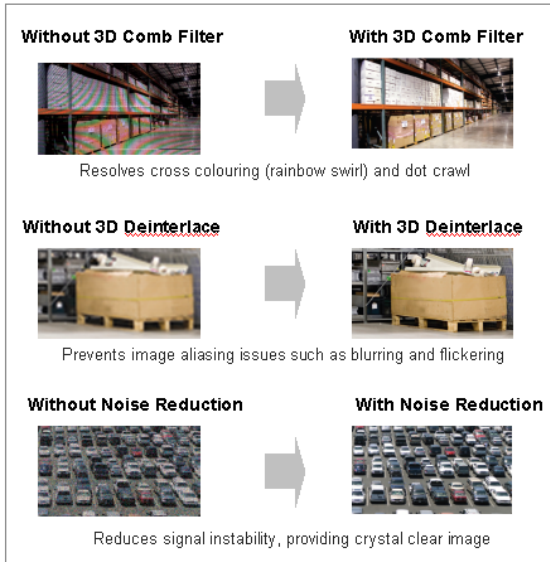 Without 3D Comb Filter
With 3D Comb Filter
Resolves cross colouring (rainbow swirl) and dot crawl
Without 3D Deinterlace
With 3D Deinterlace
Prevents image aliasing issues such as blurring and flickering
Without Noise Reduction
With Noise Reduction
Reduces signal instability, providing crystal clear image